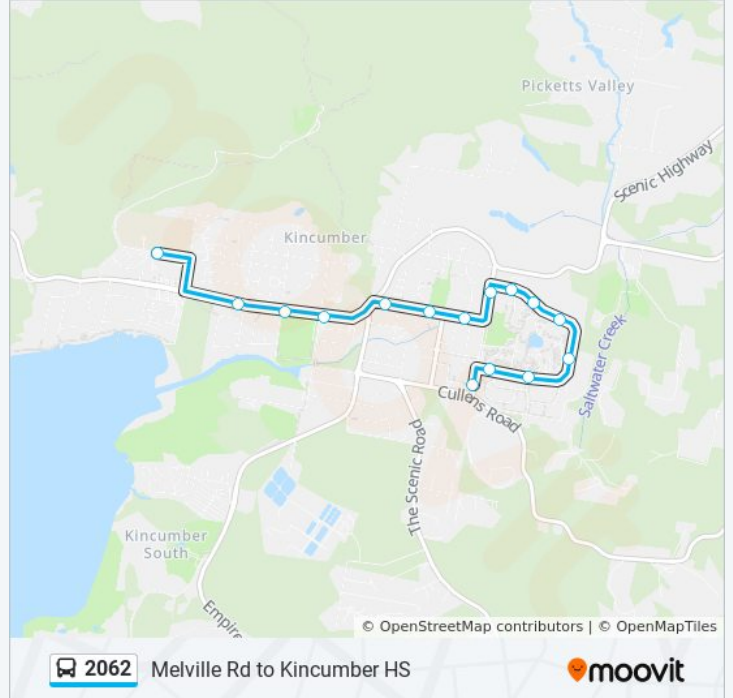 Picketts Valley
Scenic Highway
Kincumber
Saltwater Creek
Cullens Road
The Scenic Road
Kincumber
South
Empire
© OpenStreetMap contributors | © OpenMapTiles
2062 Melville Rd to Kincumber HS
moovit